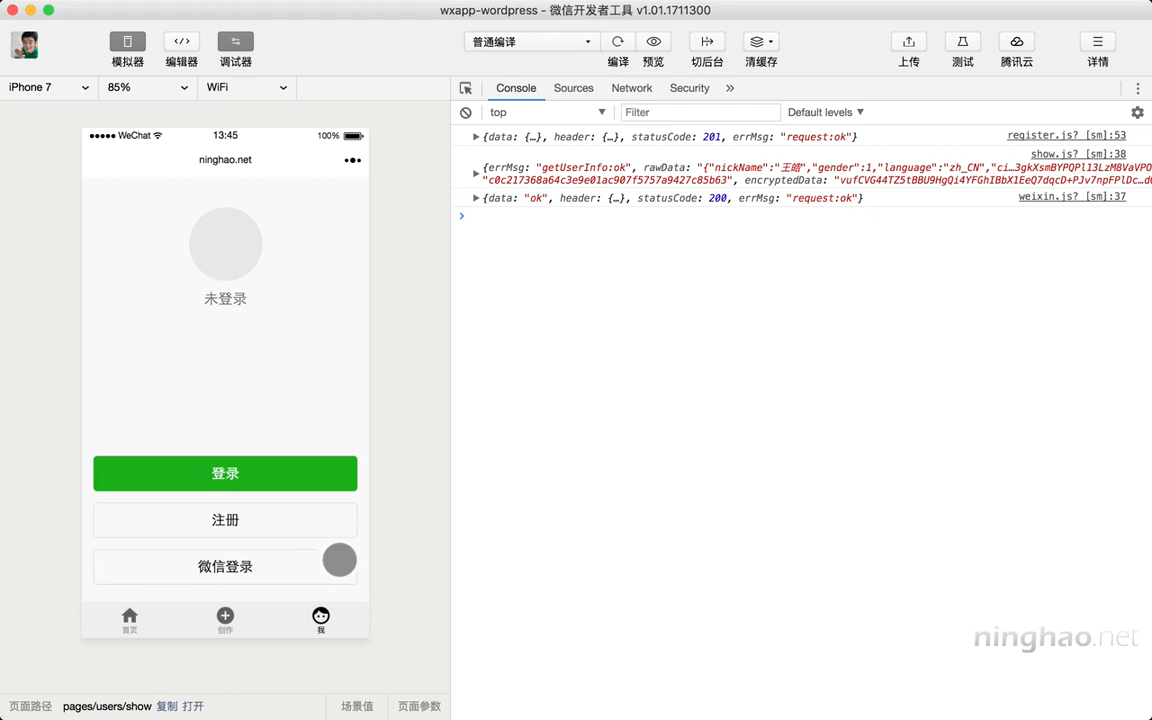 wxapp-wordpress - 微信开发者工具 v1.01.1711300
模拟器 编辑器 调试器
普通编译
编译 预览 切后台 清缓存
上传 测试 腾讯云 详情
iPhone 7 85% WiFi
Console Sources Network Security »
top Filter Default levels
WeChat 13:45 100%
ninghao.net
未登录
登录
注册
微信登录
首页 创作 我
{data: {…}, header: {…}, statusCode: 201, errMsg: "request:ok"} register.js? [sm]:53
show.js? [sm]:38
{errMsg: "getUserInfo:ok", rawData: "{"nickName":"王皓","gender":1,"language":"zh_CN","ci…3gkXsmBYPQPl13LzM8VaVPO
"c0c217368a64c3e9e01ac907f5757a9427c85b63", encryptedData: "vufCVG44TZ5tBBU9HgQi4YFGhIBbX1EeQ7dqcD+PJv7npFPlDc…d
{data: "ok", header: {…}, statusCode: 200, errMsg: "request:ok"} weixin.js? [sm]:37
ninghao.net
页面路径 pages/users/show 复制 打开 场景值 页面参数